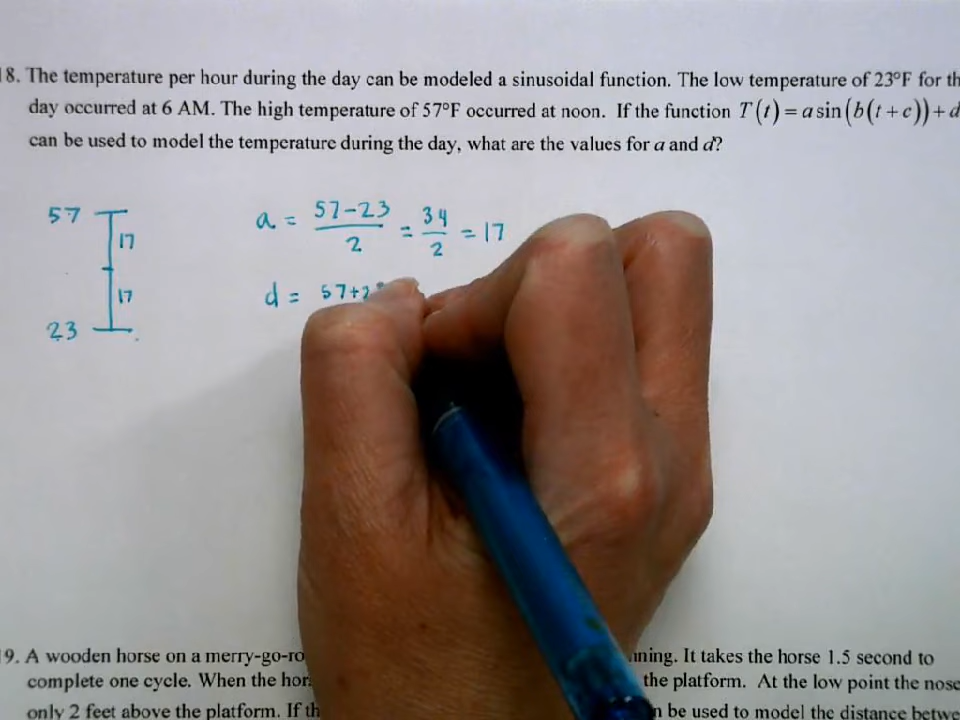 18. The temperature per hour during the day can be modeled a sinusoidal function. The low temperature of 23°F for th
day occurred at 6 AM. The high temperature of 57°F occurred at noon. If the function T(t) = a sin(b(t + c)) + d
can be used to model the temperature during the day, what are the values for a and d?
57
17
17
23
a = 57-23/2 = 34/2 = 17
d = 57+2
9. A wooden horse on a merry-go-ro ining. It takes the horse 1.5 second to
complete one cycle. When the hor the platform. At the low point the nose
only 2 feet above the platform. If th n be used to model the distance betwe